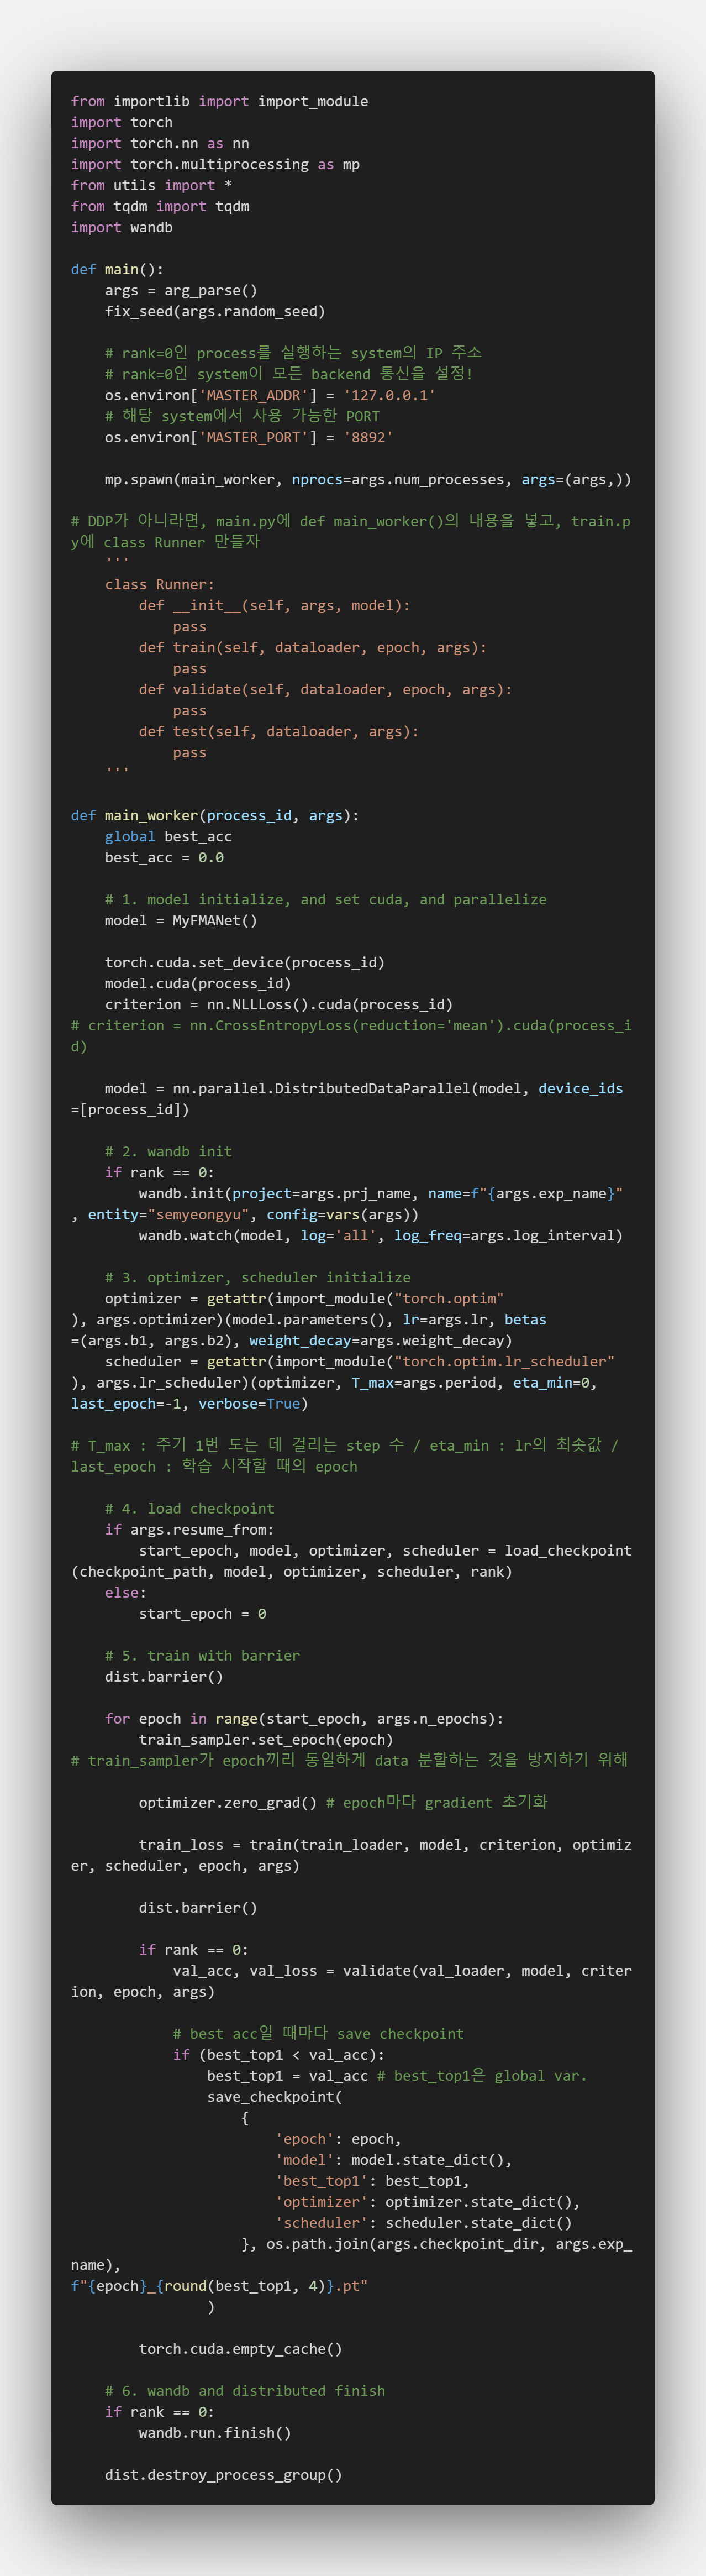 from importlib import import_module
import torch
import torch.nn as nn
import torch.multiprocessing as mp
from utils import *
from tqdm import tqdm
import wandb

def main():
    args = arg_parse()
    fix_seed(args.random_seed)

    # rank=0인 process를 실행하는 system의 IP 주소
    # rank=0인 system이 모든 backend 통신을 설정!
    os.environ['MASTER_ADDR'] = '127.0.0.1'
    # 해당 system에서 사용 가능한 PORT
    os.environ['MASTER_PORT'] = '8892'

    mp.spawn(main_worker, nprocs=args.num_processes, args=(args,))

# DDP가 아니라면, main.py에 def main_worker()의 내용을 넣고, train.p
y에 class Runner 만들자
    '''
    class Runner:
        def __init__(self, args, model):
            pass
        def train(self, dataloader, epoch, args):
            pass
        def validate(self, dataloader, epoch, args):
            pass
        def test(self, dataloader, args):
            pass
    '''

def main_worker(process_id, args):
    global best_acc
    best_acc = 0.0

    # 1. model initialize, and set cuda, and parallelize
    model = MyFMANet()

    torch.cuda.set_device(process_id)
    model.cuda(process_id)
    criterion = nn.NLLLoss().cuda(process_id)
# criterion = nn.CrossEntropyLoss(reduction='mean').cuda(process_i
d)

    model = nn.parallel.DistributedDataParallel(model, device_ids
=[process_id])

    # 2. wandb init
    if rank == 0:
        wandb.init(project=args.prj_name, name=f"{args.exp_name}"
, entity="semyeongyu", config=vars(args))
        wandb.watch(model, log='all', log_freq=args.log_interval)

    # 3. optimizer, scheduler initialize
    optimizer = getattr(import_module("torch.optim"
), args.optimizer)(model.parameters(), lr=args.lr, betas
=(args.b1, args.b2), weight_decay=args.weight_decay)
    scheduler = getattr(import_module("torch.optim.lr_scheduler"
), args.lr_scheduler)(optimizer, T_max=args.period, eta_min=0,
last_epoch=-1, verbose=True)

# T_max : 주기 1번 도는 데 걸리는 step 수 / eta_min : lr의 최솟값 /
last_epoch : 학습 시작할 때의 epoch

    # 4. load checkpoint
    if args.resume_from:
        start_epoch, model, optimizer, scheduler = load_checkpoint
(checkpoint_path, model, optimizer, scheduler, rank)
    else:
        start_epoch = 0

    # 5. train with barrier
    dist.barrier()

    for epoch in range(start_epoch, args.n_epochs):
        train_sampler.set_epoch(epoch)
# train_sampler가 epoch끼리 동일하게 data 분할하는 것을 방지하기 위해

        optimizer.zero_grad() # epoch마다 gradient 초기화

        train_loss = train(train_loader, model, criterion, optimiz
er, scheduler, epoch, args)

        dist.barrier()

        if rank == 0:
            val_acc, val_loss = validate(val_loader, model, criter
ion, epoch, args)

            # best acc일 때마다 save checkpoint
            if (best_top1 < val_acc):
                best_top1 = val_acc # best_top1은 global var.
                save_checkpoint(
                    {
                        'epoch': epoch,
                        'model': model.state_dict(),
                        'best_top1': best_top1,
                        'optimizer': optimizer.state_dict(),
                        'scheduler': scheduler.state_dict()
                    }, os.path.join(args.checkpoint_dir, args.exp_
name),
f"{epoch}_{round(best_top1, 4)}.pt"
                )

        torch.cuda.empty_cache()

    # 6. wandb and distributed finish
    if rank == 0:
        wandb.run.finish()

    dist.destroy_process_group()